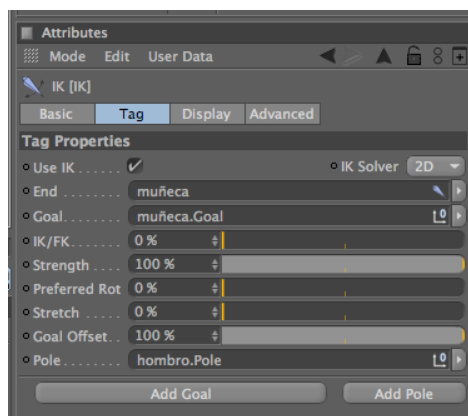 Attributes
Mode Edit User Data
IK [IK]
Basic Tag Display Advanced
Tag Properties
Use IK...... IK Solver 2D
End....... muñeca
Goal....... muñeca.Goal
IK/FK...... 0 %
Strength.... 100 %
Preferred Rot 0 %
Stretch..... 0 %
Goal Offset.. 100 %
Pole....... hombro.Pole
Add Goal Add Pole